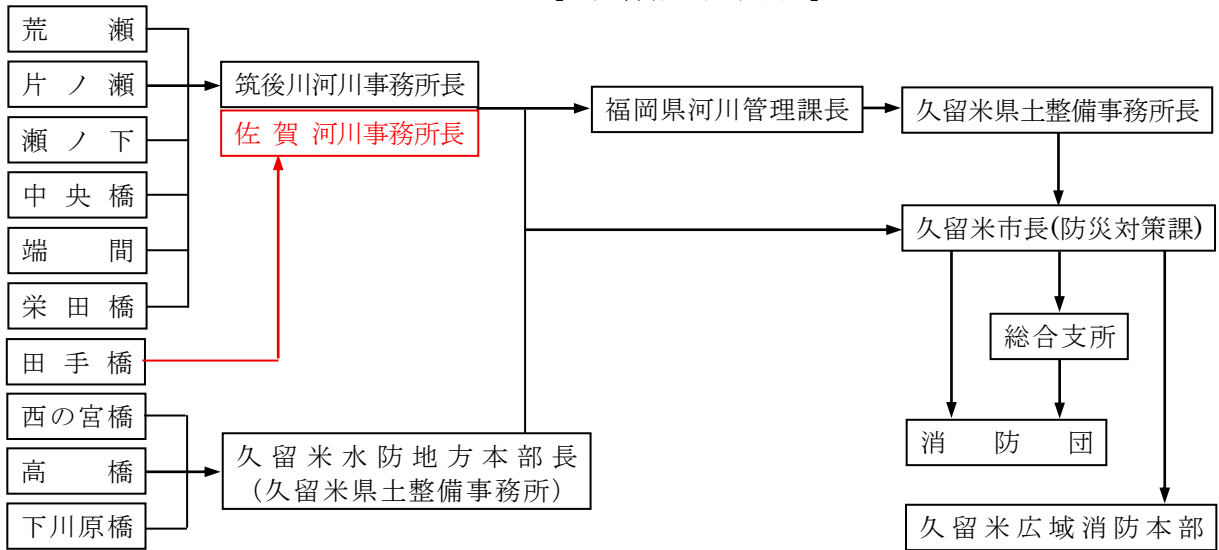 荒瀬
片ノ瀬
瀬ノ下
中央橋
端間
栄田橋
田手橋
西の宮橋
高橋
下川原橋
筑後川河川事務所長
佐賀 河川事務所長
久留米水防地方本部長
（久留米県土整備事務所）
福岡県河川管理課長
久留米県土整備事務所長
久留米市長(防災対策課)
総合支所
消防団
久留米広域消防本部